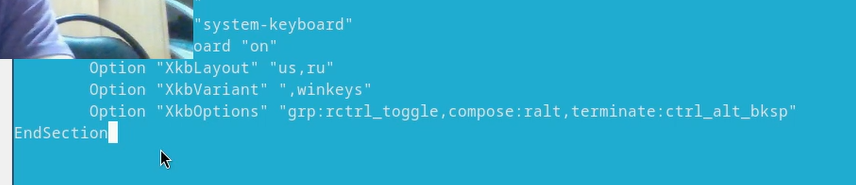 "system-keyboard"
oard "on"
Option "XkbLayout" "us,ru"
Option "XkbVariant" ",winkeys"
Option "XkbOptions" "grp:rctrl_toggle,compose:ralt,terminate:ctrl_alt_bksp"
EndSection